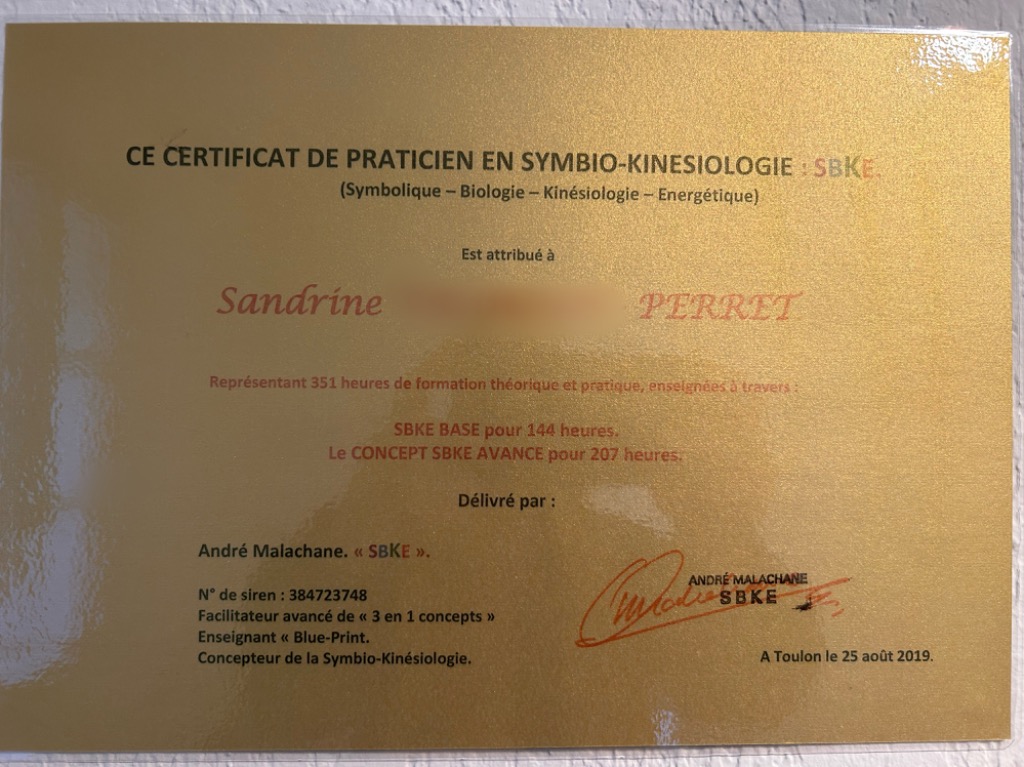 CE CERTIFICAT DE PRATICIEN EN SYMBIO-KINESIOLOGIE : SBKE.
(Symbolique – Biologie – Kinésiologie – Energétique)
Est attribué à
Sandrine PERRET
Représentant 351 heures de formation théorique et pratique, enseignées à travers :
SBKE BASE pour 144 heures.
Le CONCEPT SBKE AVANCE pour 207 heures.
Délivré par :
André Malachane. « SBKE ».
N° de siren : 384723748
Facilitateur avancé de « 3 en 1 concepts »
Enseignant « Blue-Print.
Concepteur de la Symbio-Kinésiologie.
ANDRÉ MALACHANE
SBKE
A Toulon le 25 août 2019.